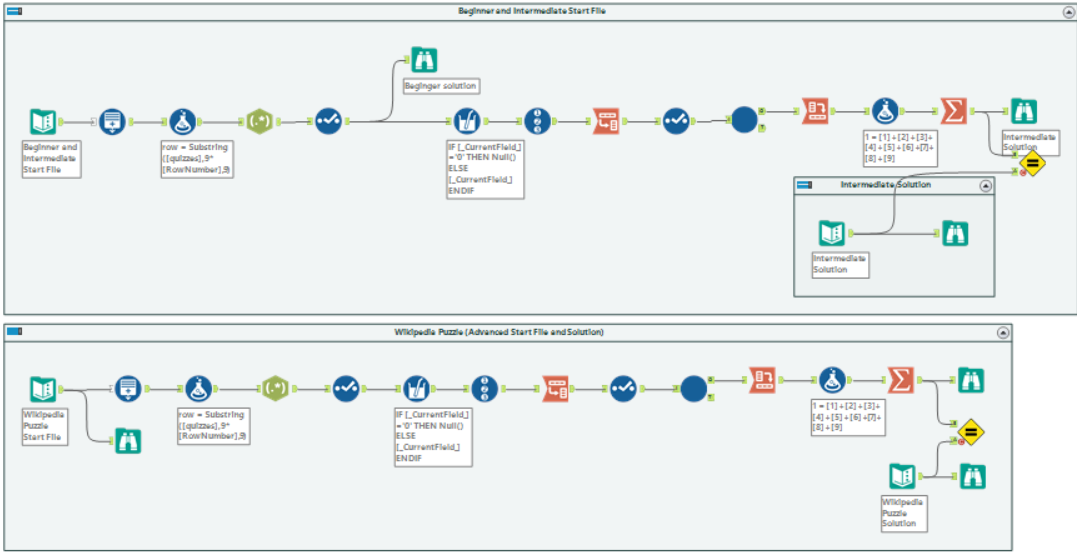 Beginner and Intermediate Start File
Beginger solution
Beginner and
Intermediate
Start File
row = Substring
([quizzes],9*
[RowNumber],9)
IF [_CurrentField_]
='0' THEN Null()
ELSE
[_CurrentField_]
ENDIF
1 = [1] + [2] + [3]+
[4] + [5] + [6] +[7]+
[8] + [9]
Intermediate
Solution
Intermediate Solution
Intermediate
Solution
Wikipedia Puzzle (Advanced Start File and Solution)
Wikipedia
Puzzle
Start File
row = Substring
([quizzes],9*
[RowNumber],9)
IF [_CurrentField_]
='0' THEN Null()
ELSE
[_CurrentField_]
ENDIF
1 = [1] + [2] + [3]+
[4] + [5] + [6] +[7]+
[8] + [9]
Wikipedia
Puzzle
Solution